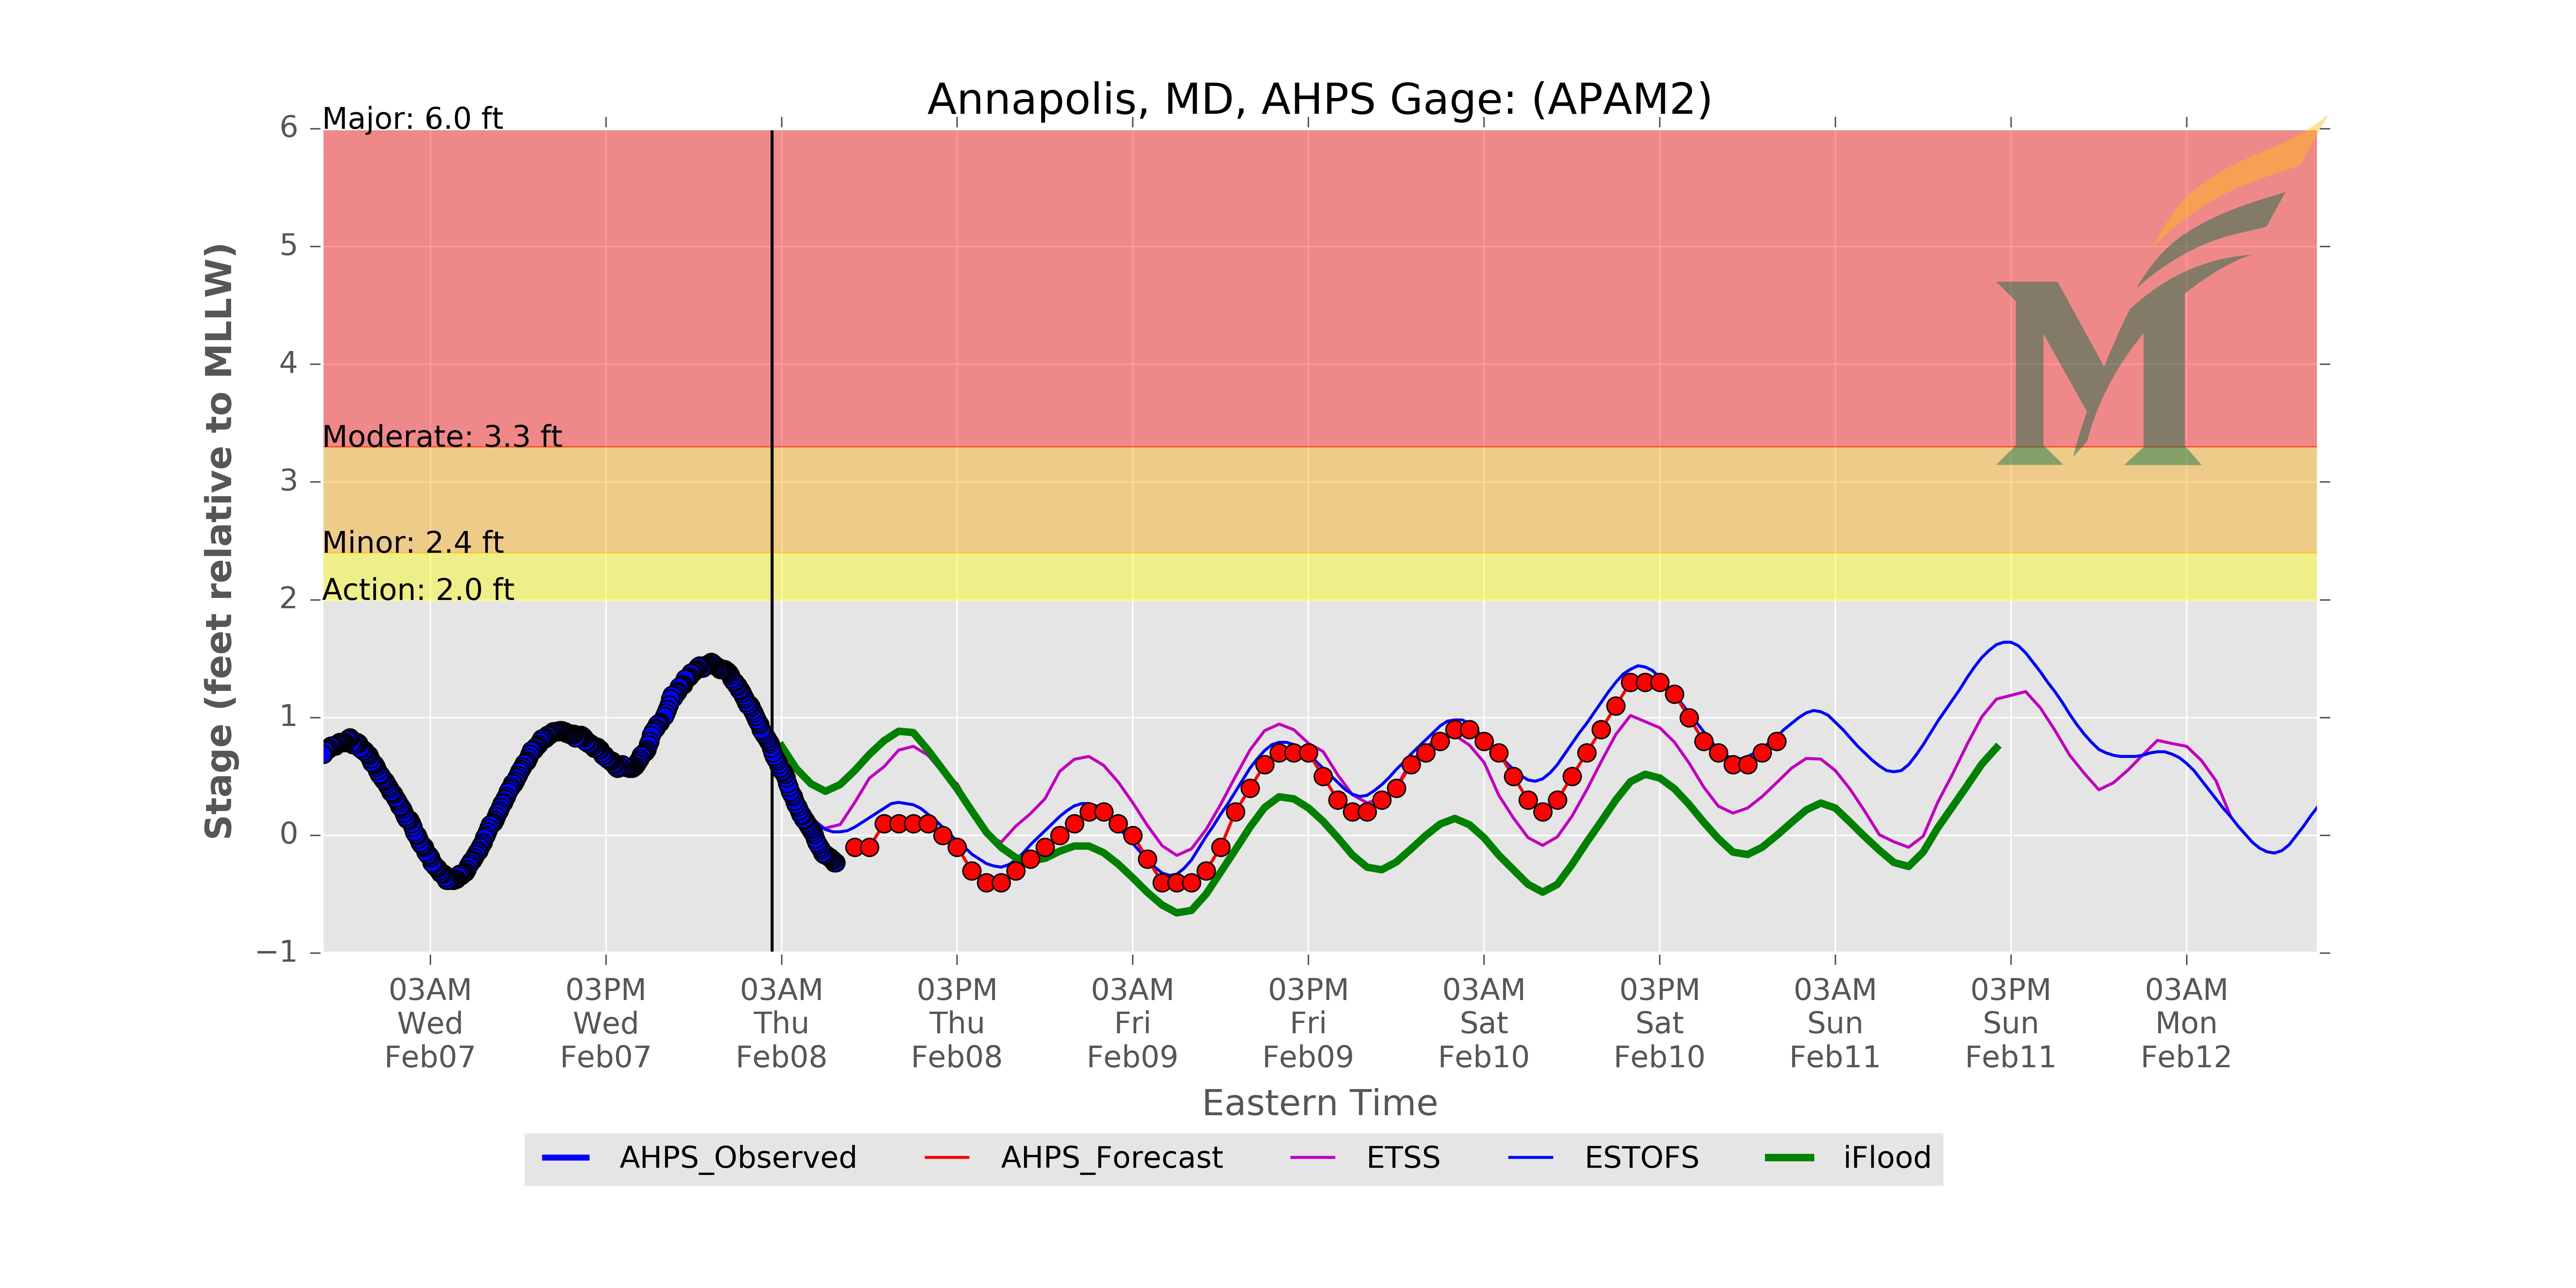 Annapolis, MD, AHPS Gage: (APAM2)
Major: 6.0 ft
Moderate: 3.3 ft
Minor: 2.4 ft
Action: 2.0 ft
Stage (feet relative to MLLW)
6
5
4
3
2
1
0
−1
03AM 03PM 03AM 03PM 03AM 03PM 03AM 03PM 03AM 03PM 03AM
Wed Wed Thu Thu Fri Fri Sat Sat Sun Sun Mon
Feb07 Feb07 Feb08 Feb08 Feb09 Feb09 Feb10 Feb10 Feb11 Feb11 Feb12
Eastern Time
AHPS_Observed AHPS_Forecast ETSS ESTOFS iFlood
M